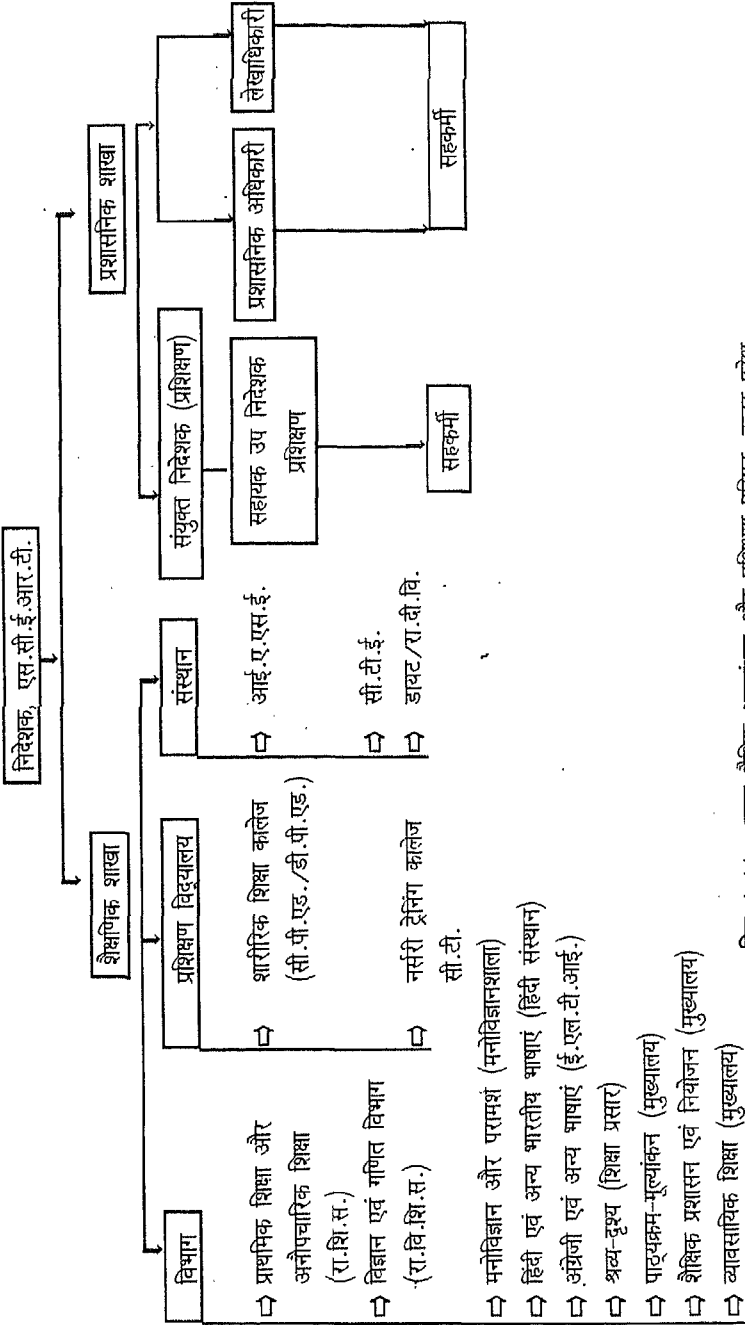 निदेशक, एस.सी.ई.आर.टी.
शैक्षणिक शाखा
प्रशासनिक शाखा
विभाग
प्रशिक्षण विद्यालय
संस्थान
संयुक्त निदेशक (प्रशिक्षण)
सहायक उप निदेशक
प्रशिक्षण
सहकर्मी
प्रशासनिक अधिकारी
लेखाधिकारी
सहकर्मी
प्राथमिक शिक्षा और
अनौपचारिक शिक्षा
(रा.शि.स.)
विज्ञान एवं गणित विभाग
(रा.वि.शि.स.)
मनोविज्ञान और परामर्श (मनोविज्ञानशाला)
हिंदी एवं अन्य भारतीय भाषाएं (हिंदी संस्थान)
अंग्रेजी एवं अन्य भाषाएं (ई.एल.टी.आई.)
श्रव्य-दृश्य (शिक्षा प्रसार)
पाठ्यक्रम-मूल्यांकन (मुख्यालय)
शैक्षिक प्रशासन एवं नियोजन (मुख्यालय)
व्यावसायिक शिक्षा (मुख्यालय)
शारीरिक शिक्षा कालेज
(सी.पी.एड./डी.पी.एड.)
नर्सरी ट्रेनिंग कालेज
सी.टी.
आई.ए.एस.ई.
सी.टी.ई.
डायट/रा.दी.वि.